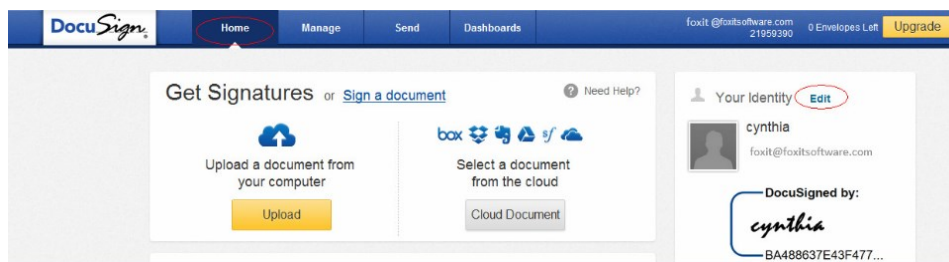 DocuSign
Home Manage Send Dashboards
foxit @foxitsoftware.com
21959390
0 Envelopes Left
Upgrade
Get Signatures or Sign a document
? Need Help?
Upload a document from
your computer
Upload
box sf
Select a document
from the cloud
Cloud Document
Your Identity Edit
cynthia
foxit@foxitsoftware.com
DocuSigned by:
cynthia
BA488637E43F477...